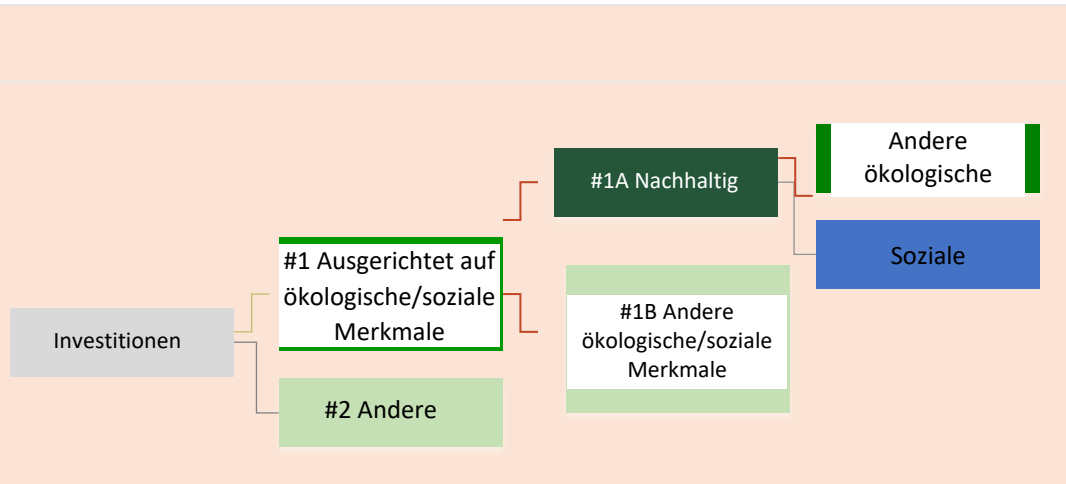 Investitionen
#1 Ausgerichtet auf
ökologische/soziale
Merkmale
#2 Andere
#1A Nachhaltig
#1B Andere
ökologische/soziale
Merkmale
Andere
ökologische
Soziale